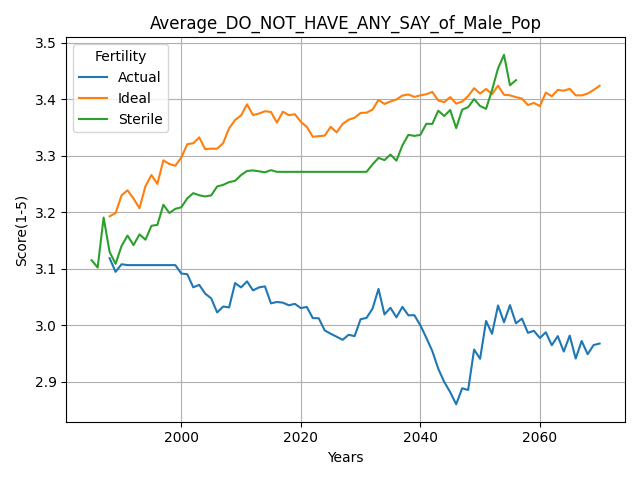 Average_DO_NOT_HAVE_ANY_SAY_of_Male_Pop
Fertility
Actual
Ideal
Sterile
Score(1-5)
3.5
3.4
3.3
3.2
3.1
3.0
2.9
2000
2020
2040
2060
Years